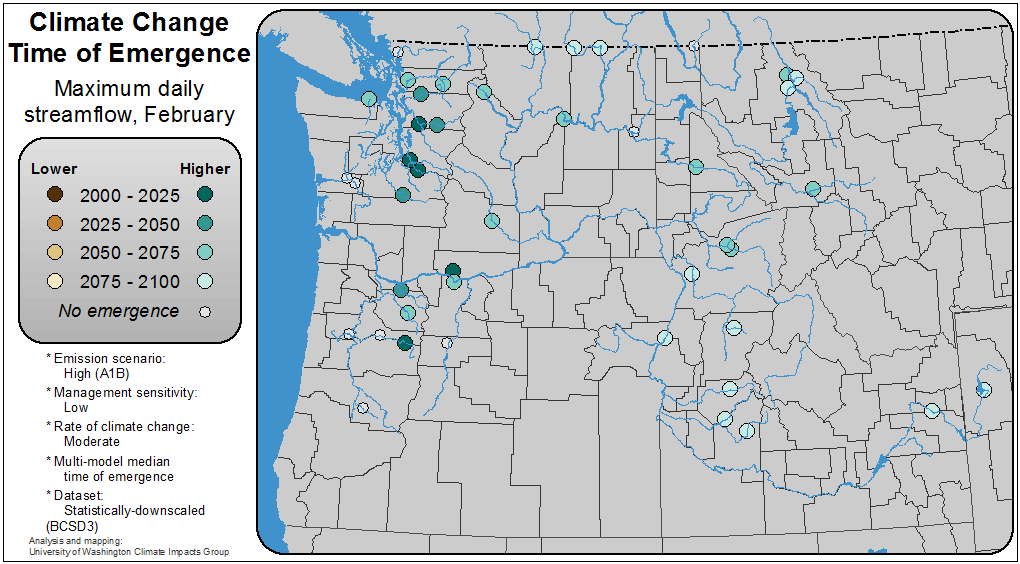 Climate Change
Time of Emergence
Maximum daily
streamflow, February
Lower Higher
2000 - 2025
2025 - 2050
2050 - 2075
2075 - 2100
No emergence
* Emission scenario:
High (A1B)
* Management sensitivity:
Low
* Rate of climate change:
Moderate
* Multi-model median
time of emergence
* Dataset:
Statistically-downscaled
(BCSD3)
Analysis and mapping:
University of Washington Climate Impacts Group